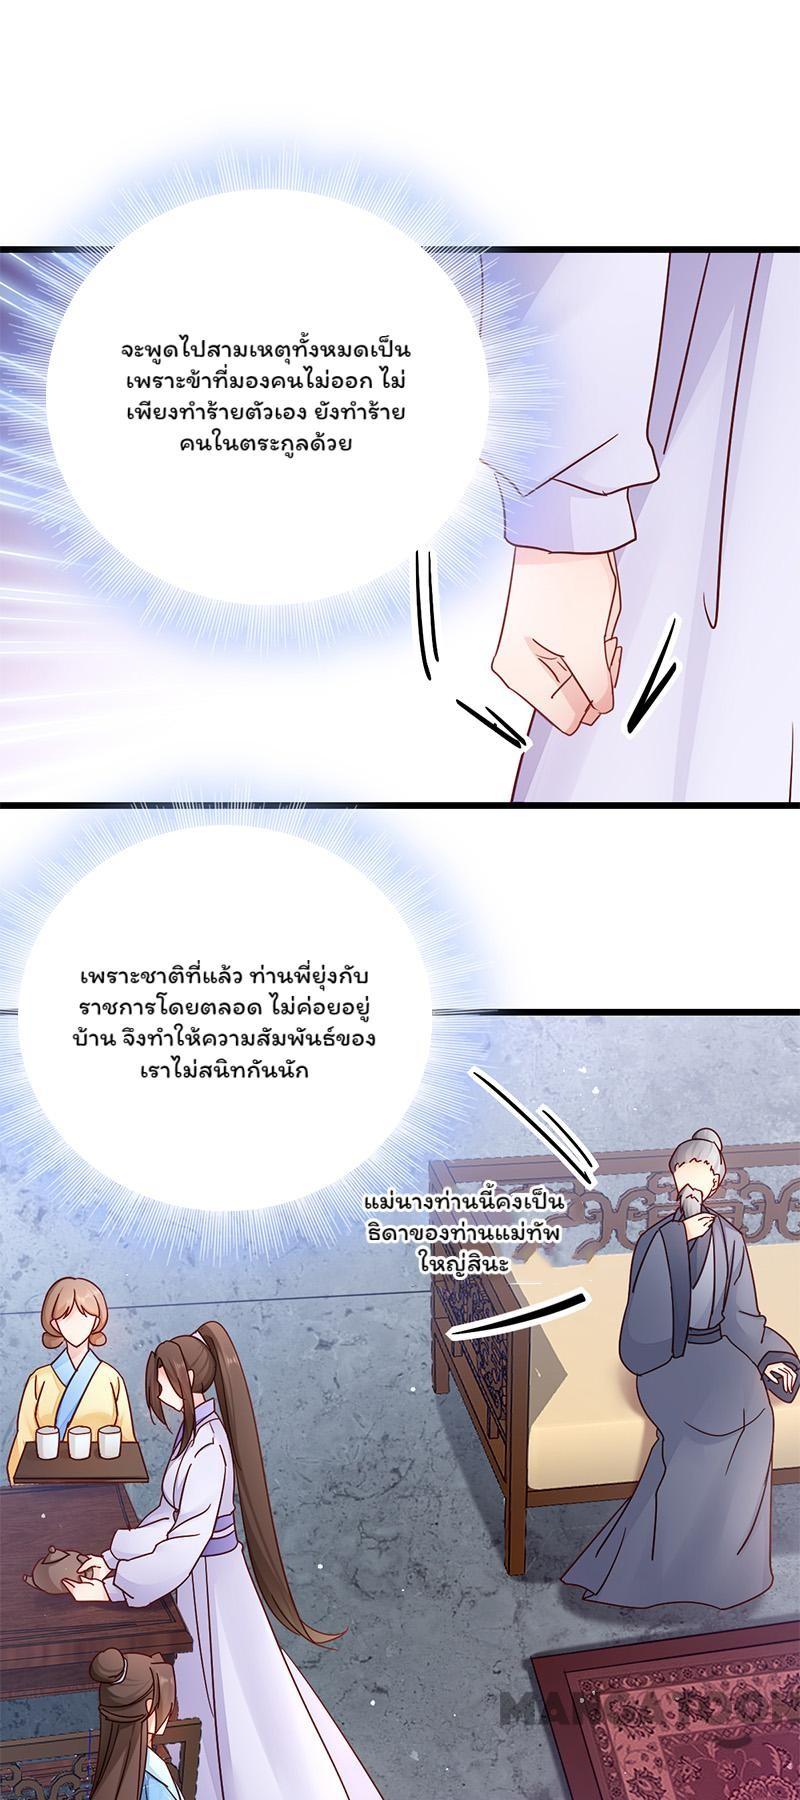 จะพูดไปสามเหตุทั้งหมดเป็น
เพราะข้าที่มองคนไม่ออก ไม่
เพียงทำร้ายตัวเอง ยังทำร้าย
คนในตระกูลด้วย
เพราะชาติที่แล้ว ท่านพี่ยุ่งกับ
ราชการโดยตลอด ไม่ค่อยอยู่
บ้าน จึงทำให้ความสัมพันธ์ของ
เราไม่สนิทกันนัก
แม่นางท่านนี้คงเป็น
ธิดาของท่านแม่ทัพ
ใหญ่สินะ
MANGATOON